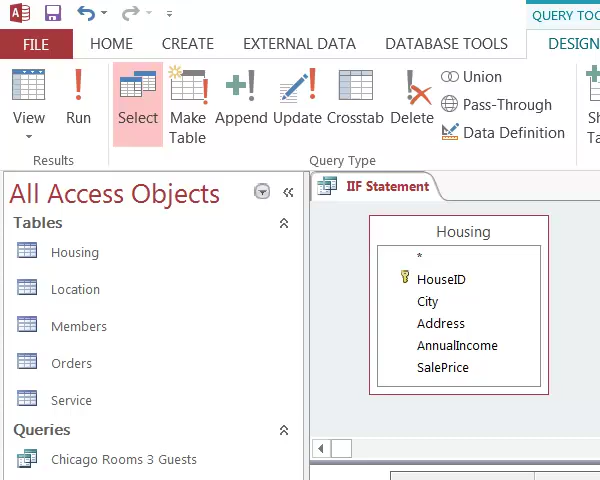 QUERY TOO
FILE HOME CREATE EXTERNAL DATA DATABASE TOOLS DESIGN
View Run Select Make Table Append Update Crosstab Delete
Union
Pass-Through
Data Definition
Results Query Type
All Access Objects
Tables
Housing
Location
Members
Orders
Service
Queries
Chicago Rooms 3 Guests
IIF Statement
Housing
*
HouseID
City
Address
AnnualIncome
SalePrice